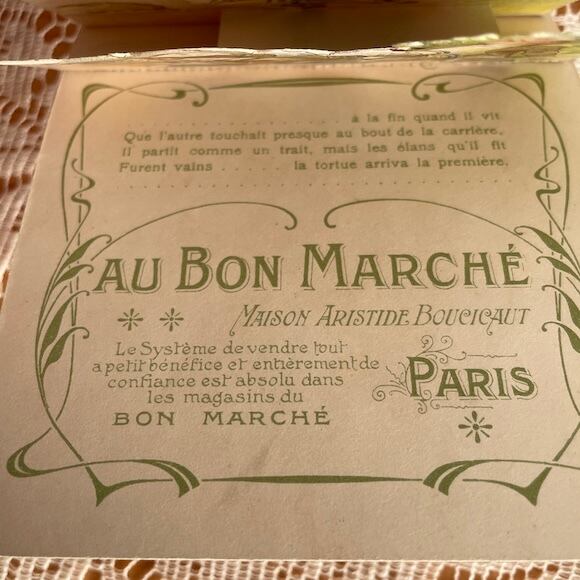 . . . . . . . . . . . . . . . . . . . . à la fin quand il vit
Que l'autre touchait presque au bout de la carrière,
Il partit comme un trait, mais les élans qu'il fit
Furent vains . . . . . . la tortue arriva la première,
AU BON MARCHÉ
MAISON ARISTIDE BOUCICAUT
Le Système de vendre tout
a petit bénéfice et entièrement de
confiance est absolu dans
les magasins du
BON MARCHÉ
PARIS